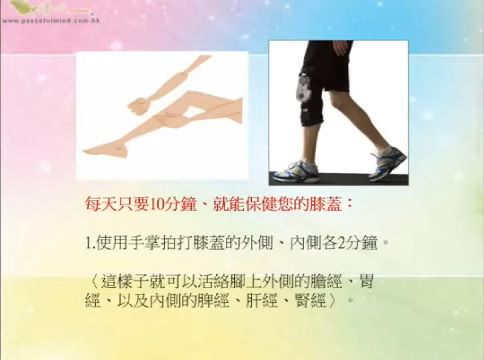 www.peacefulmind.com.hk
每天只要10分鐘、就能保健您的膝蓋：
1.使用手掌拍打膝蓋的外側、內側各2分鐘。
〈這樣子就可以活絡腳上外側的膽經、胃
經、以及內側的脾經、肝經、腎經〉。